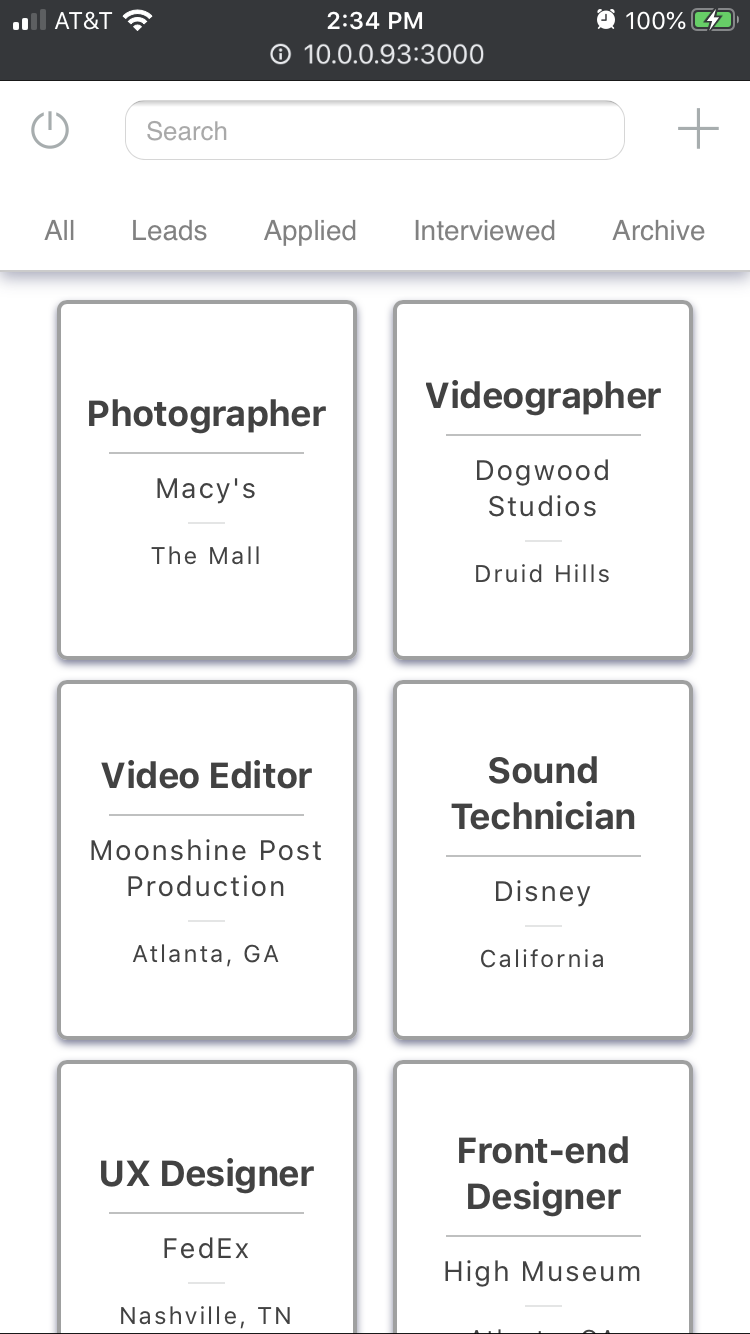 AT&T 2:34 PM 100%
10.0.0.93:3000
Search
All Leads Applied Interviewed Archive
Photographer
Macy's
The Mall
Videographer
Dogwood
Studios
Druid Hills
Video Editor
Moonshine Post
Production
Atlanta, GA
Sound
Technician
Disney
California
UX Designer
FedEx
Nashville, TN
Front-end
Designer
High Museum